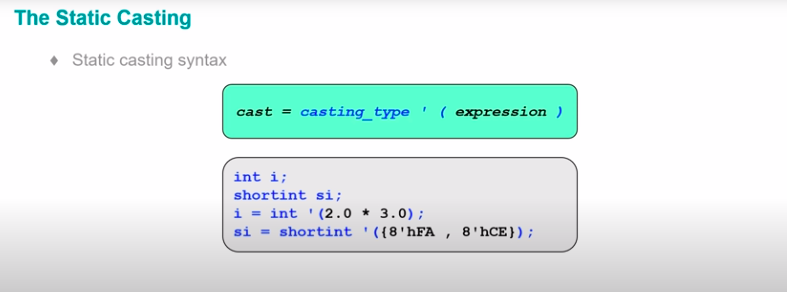 The Static Casting
♦ Static casting syntax
cast = casting_type ' ( expression )
int i;
shortint si;
i = int '(2.0 * 3.0);
si = shortint '({8'hFA , 8'hCE});